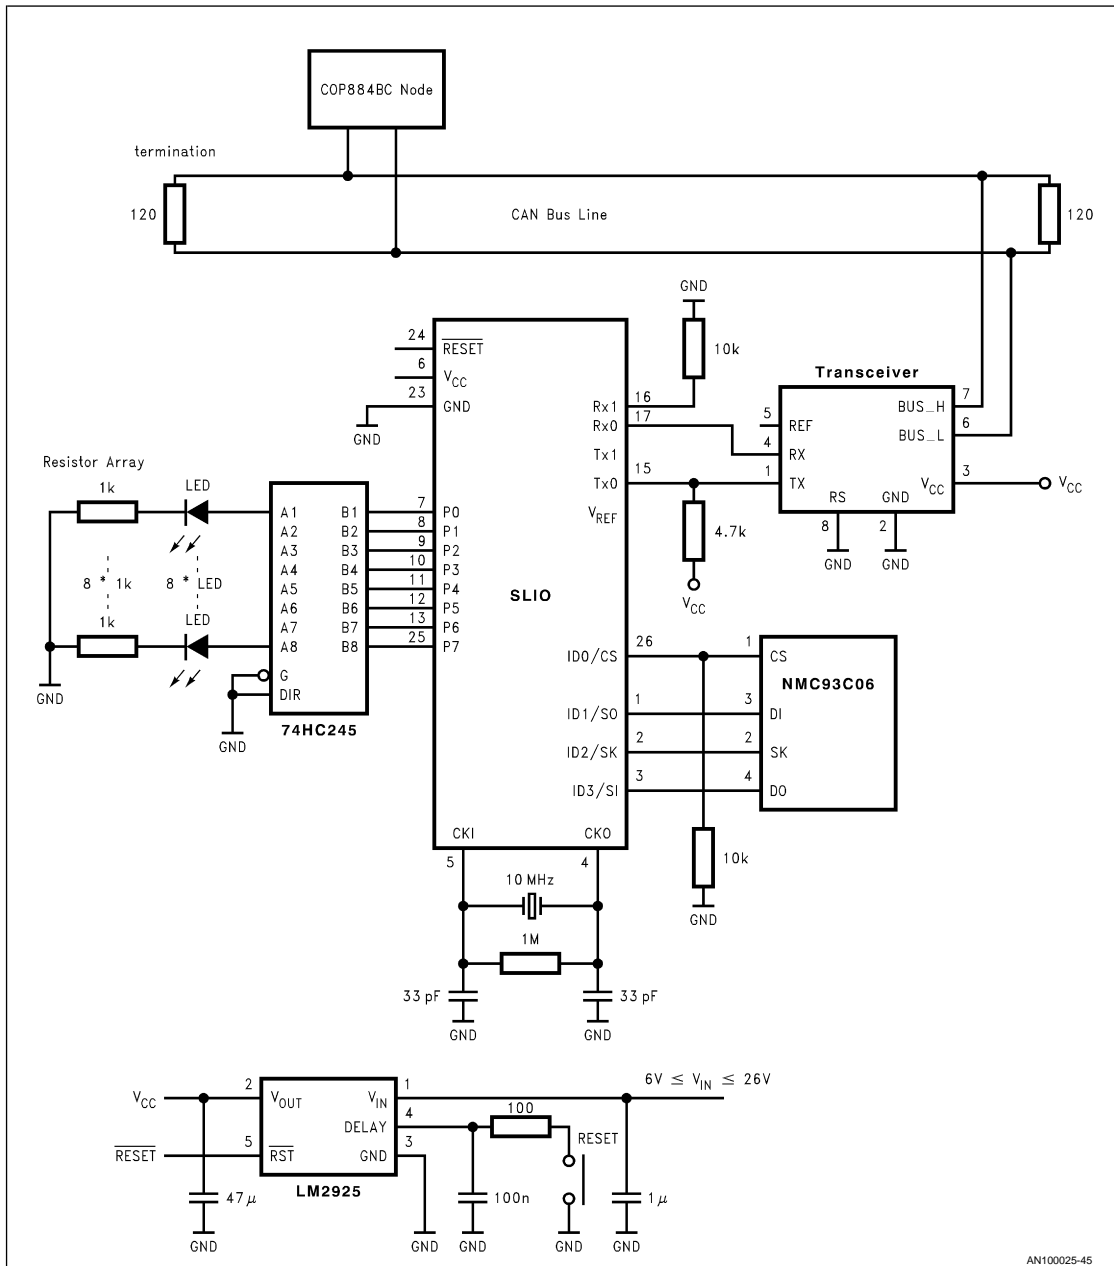 COP884BC Node
termination
120
CAN Bus Line
120
GND
10k
24
RESET
6
VCC
23
GND
GND
16
Rx1
17
Rx0
Tx1
15
Tx0
VREF
4.7k
VCC
Transceiver
5
REF
4
RX
1
TX
BUS_H
7
BUS_L
6
VCC
3
VCC
RS
GND
8
2
GND
GND
Resistor Array
1k
LED
8 * 1k
8 * LED
1k
LED
GND
A1
B1
7
P0
A2
B2
8
P1
A3
B3
9
P2
A4
B4
10
P3
A5
B5
11
P4
A6
B6
12
P5
A7
B7
13
P6
A8
B8
25
P7
G
DIR
74HC245
GND
SLIO
ID0/CS
26
1
CS
NMC93C06
ID1/SO
1
3
DI
ID2/SK
2
2
SK
ID3/SI
3
4
DO
10k
GND
CKI
CKO
5
4
10 MHz
1M
33 pF
33 pF
GND
GND
VCC
2
VOUT
VIN
1
6V ≤ VIN ≤ 26V
DELAY
4
100
RESET
RESET
5
RST
GND
3
LM2925
47μ
100n
1μ
GND
GND
GND
GND
GND
AN100025-45